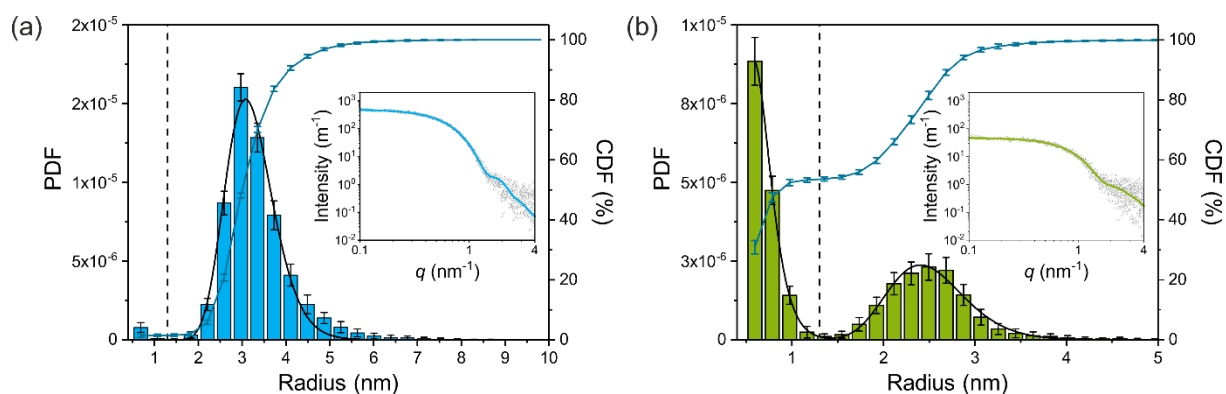 (a)
2x10⁻⁵
2x10⁻⁵
1x10⁻⁵
5x10⁻⁶
0
PDF
100
80
60
40
20
0
CDF (%)
1 2 3 4 5 6 7 8 9 10
Radius (nm)
10³
10²
10¹
10⁰
10⁻¹
10⁻²
Intensity (m⁻¹)
0.1 1 4
q (nm⁻¹)
(b)
1x10⁻⁵
9x10⁻⁶
6x10⁻⁶
3x10⁻⁶
0
PDF
100
80
60
40
20
0
CDF (%)
1 2 3 4 5
Radius (nm)
10³
10²
10¹
10⁰
10⁻¹
10⁻²
Intensity (m⁻¹)
0.1 1 4
q (nm⁻¹)